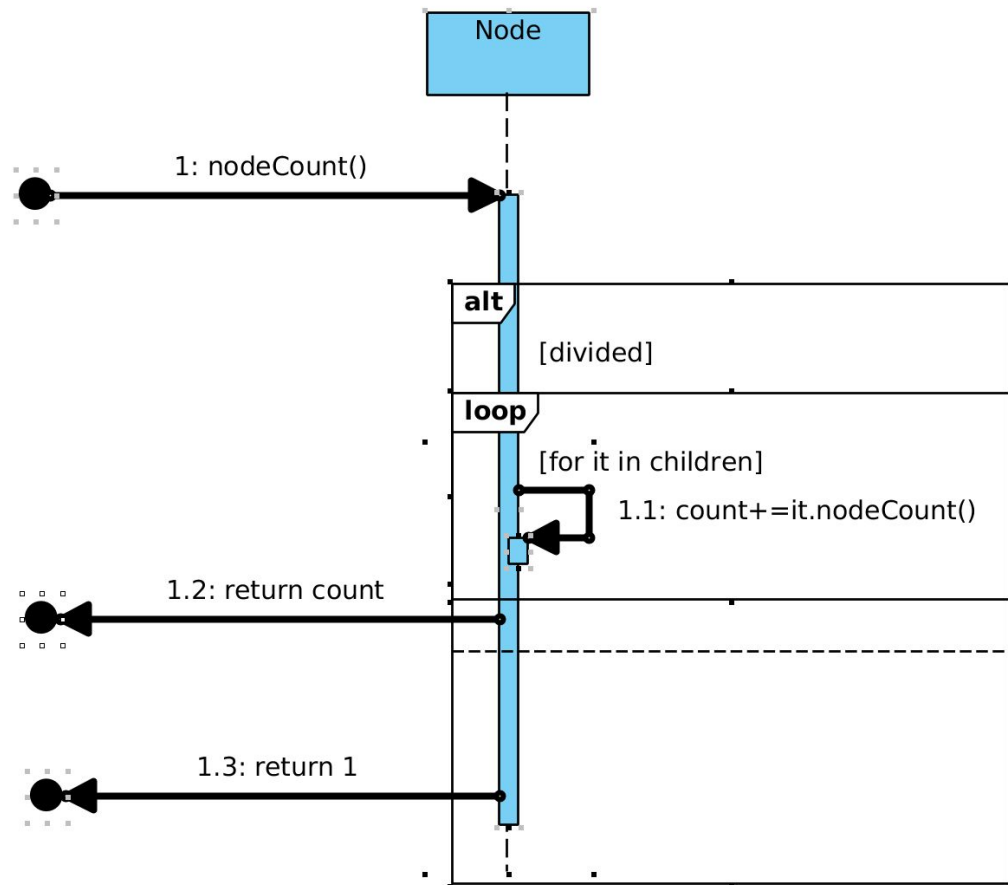 Node
1: nodeCount()
alt
[divided]
loop
[for it in children]
1.1: count+=it.nodeCount()
1.2: return count
1.3: return 1